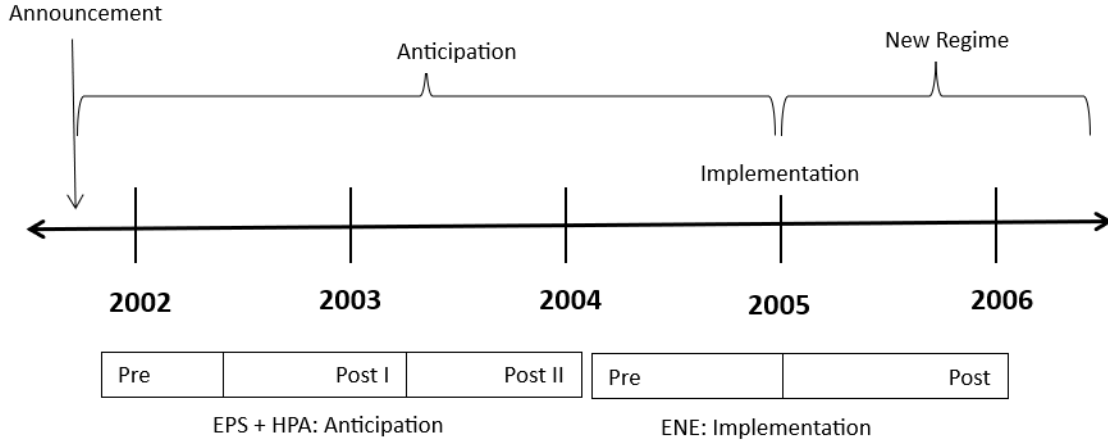 Announcement
Anticipation
New Regime
Implementation
2002
2003
2004
2005
2006
Pre
Post I
Post II
Pre
Post
EPS + HPA: Anticipation
ENE: Implementation